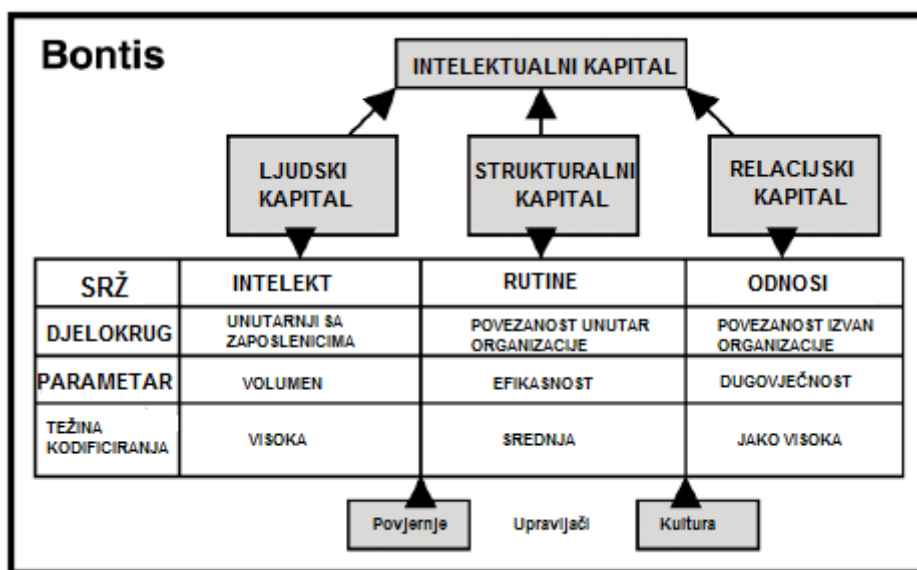 Bontis
INTELEKTUALNI KAPITAL
LJUDSKI
KAPITAL
STRUKTURALNI
KAPITAL
RELACIJSKI
KAPITAL
SRŽ
INTELEKT
RUTINE
ODNOSI
DJELOKRUG
UNUTARNJI SA
ZAPOSLENICIMA
POVEZANOST UNUTAR
ORGANIZACIJE
POVEZANOST IZVAN
ORGANIZACIJE
PARAMETAR
VOLUMEN
EFIKASNOST
DUGOVJEČNOST
TEŽINA
KODIFICIRANJA
VISOKA
SREDNJA
JAKO VISOKA
Povjernje
Upravijači
Kultura